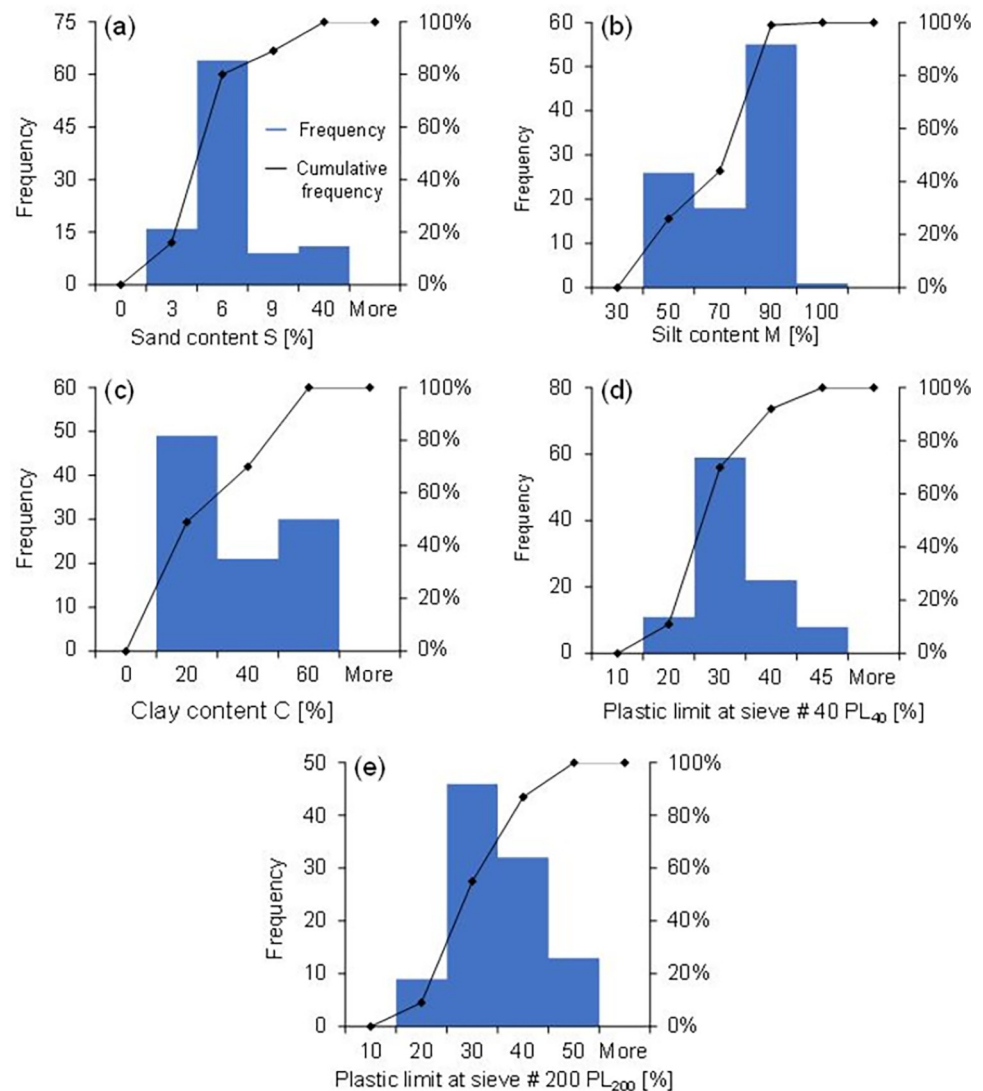 (a)
75
60
45
30
15
0
Frequency
100%
80%
60%
40%
20%
0%
Frequency
Cumulative
frequency
0 3 6 9 40 More
Sand content S [%]
(b)
60
50
40
30
20
10
0
Frequency
100%
80%
60%
40%
20%
0%
30 50 70 90 100
Silt content M [%]
(c)
60
50
40
30
20
10
0
Frequency
100%
80%
60%
40%
20%
0%
0 20 40 60 More
Clay content C [%]
(d)
80
60
40
20
0
Frequency
100%
80%
60%
40%
20%
0%
10 20 30 40 45 More
Plastic limit at sieve # 40 PL40 [%]
(e)
50
40
30
20
10
0
Frequency
100%
80%
60%
40%
20%
0%
10 20 30 40 50 More
Plastic limit at sieve # 200 PL200 [%]